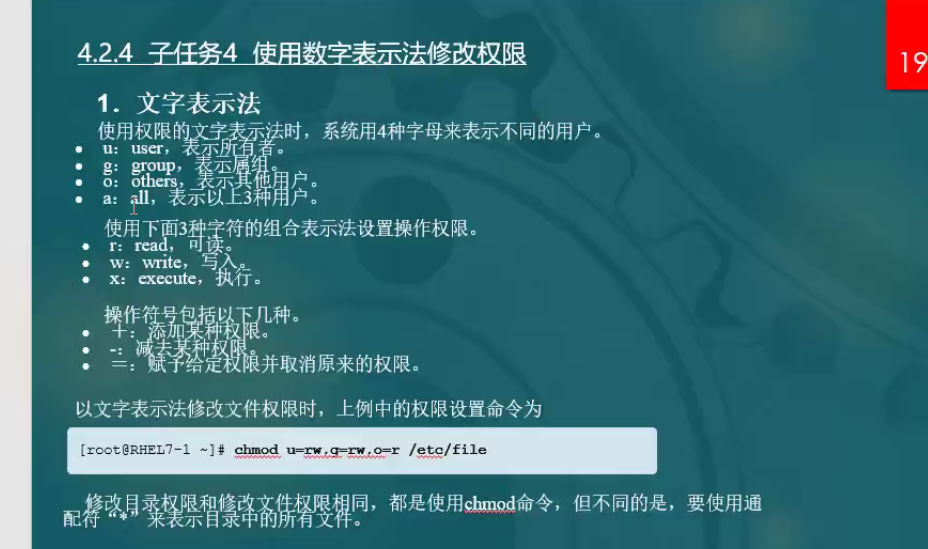 19
4.2.4 子任务4 使用数字表示法修改权限
1. 文字表示法
使用权限的文字表示法时，系统用4种字母来表示不同的用户。
• u：user，表示所有者。
• g：group，表示属组。
• o：others，表示其他用户。
• a：all，表示以上3种用户。
使用下面3种字符的组合表示法设置操作权限。
• r：read，可读。
• w：write，写入。
• x：execute，执行。
操作符号包括以下几种。
• ＋：添加某种权限。
• -：减去某种权限。
• ＝：赋予给定权限并取消原来的权限。
以文字表示法修改文件权限时，上例中的权限设置命令为
[root@RHEL7-1 ~]# chmod u=rw,g=rw,o=r /etc/file
修改目录权限和修改文件权限相同，都是使用chmod命令，但不同的是，要使用通
配符“*”来表示目录中的所有文件。